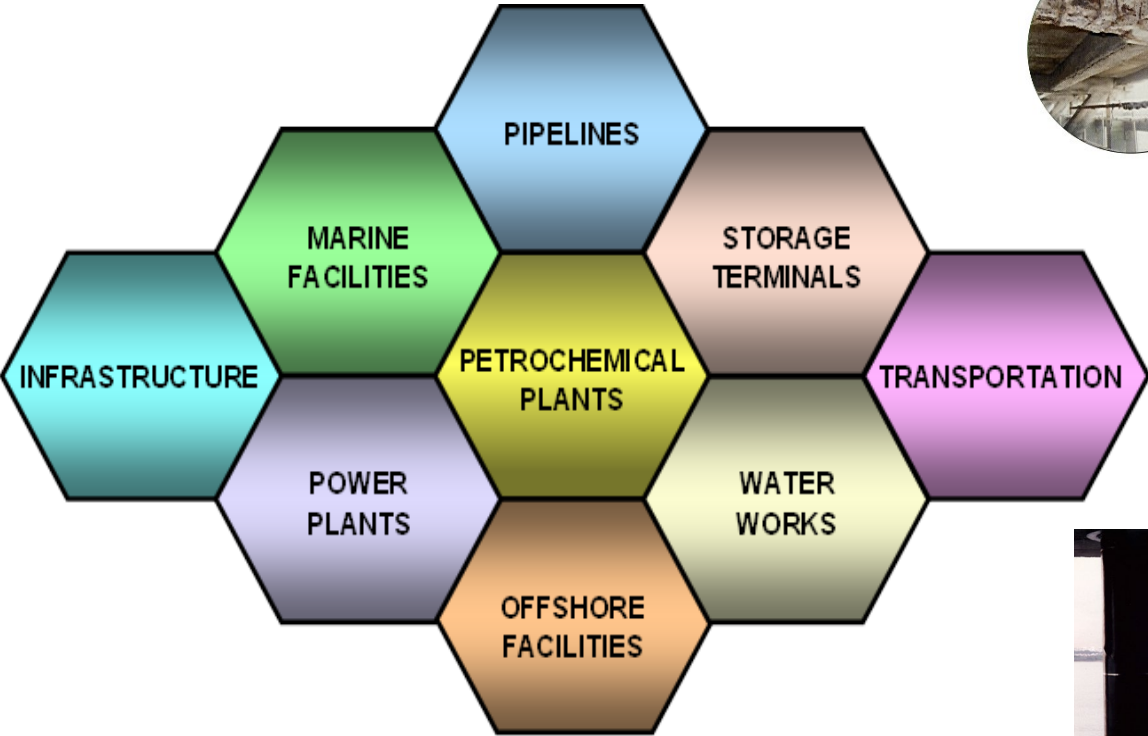 PIPELINES
MARINE
FACILITIES
STORAGE
TERMINALS
INFRASTRUCTURE
PETROCHEMICAL
PLANTS
TRANSPORTATION
POWER
PLANTS
WATER
WORKS
OFFSHORE
FACILITIES